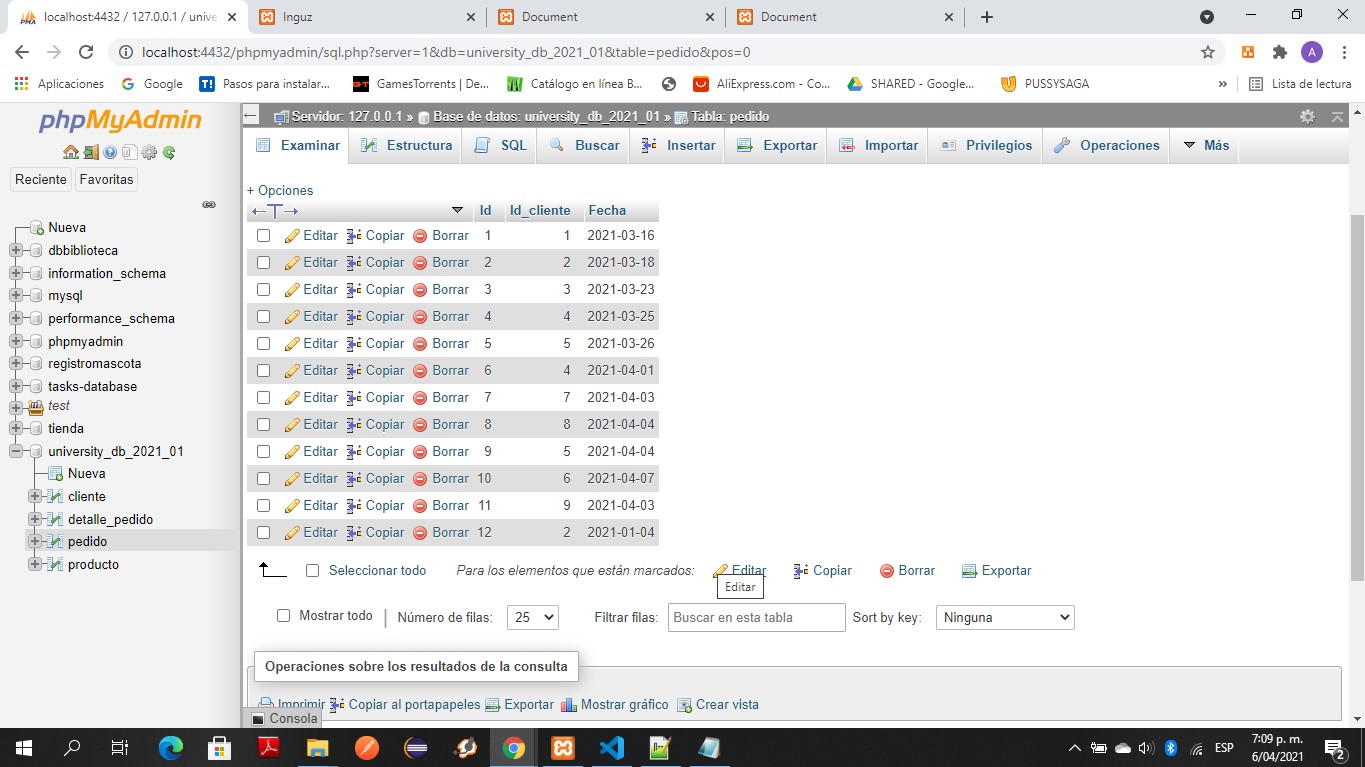 localhost:4432 / 127.0.0.1 / unive
Inguz
Document
Document
localhost:4432/phpmyadmin/sql.php?server=1&db=university_db_2021_01&table=pedido&pos=0
A
Aplicaciones
Google
Pasos para instalar...
GamesTorrents | De...
Catálogo en línea B...
AliExpress.com - Co...
SHARED - Google...
PUSSYSAGA
»
Lista de lectura
phpMyAdmin
Reciente
Favoritas
Nueva
dbbiblioteca
information_schema
mysql
performance_schema
phpmyadmin
registromascota
tasks-database
test
tienda
university_db_2021_01
Nueva
cliente
detalle_pedido
pedido
producto
Servidor: 127.0.0.1 » Base de datos: university_db_2021_01 » Tabla: pedido
Examinar Estructura SQL Buscar Insertar Exportar Importar Privilegios Operaciones Más
+ Opciones
←T→ Id Id_cliente Fecha
Editar Copiar Borrar 1 1 2021-03-16
Editar Copiar Borrar 2 2 2021-03-18
Editar Copiar Borrar 3 3 2021-03-23
Editar Copiar Borrar 4 4 2021-03-25
Editar Copiar Borrar 5 5 2021-03-26
Editar Copiar Borrar 6 4 2021-04-01
Editar Copiar Borrar 7 7 2021-04-03
Editar Copiar Borrar 8 8 2021-04-04
Editar Copiar Borrar 9 5 2021-04-04
Editar Copiar Borrar 10 6 2021-04-07
Editar Copiar Borrar 11 9 2021-04-03
Editar Copiar Borrar 12 2 2021-01-04
Seleccionar todo Para los elementos que están marcados: Editar Copiar Borrar Exportar
Editar
Mostrar todo | Número de filas: 25 Filtrar filas: Buscar en esta tabla Sort by key: Ninguna
Operaciones sobre los resultados de la consulta
Imprimir Copiar al portapapeles Exportar Mostrar gráfico Crear vista
Consola
ESP
7:09 p. m.
6/04/2021
2